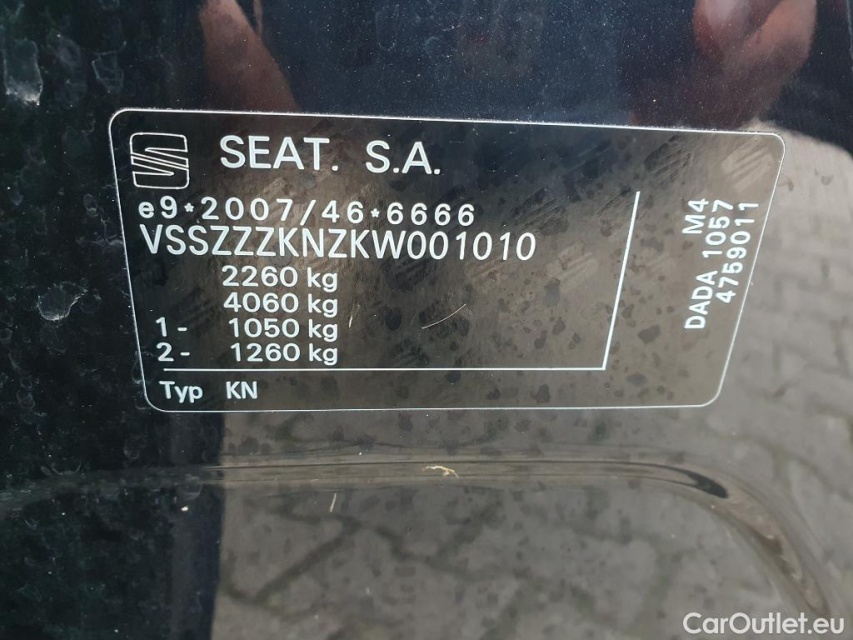 SEAT. S.A.
e9*2007/46*6666
VSSZZZKNZKW001010
2260 kg
4060 kg
1- 1050 kg
2- 1260 kg
Typ KN
M4
DADA 1057
4759011
CarOutlet.eu